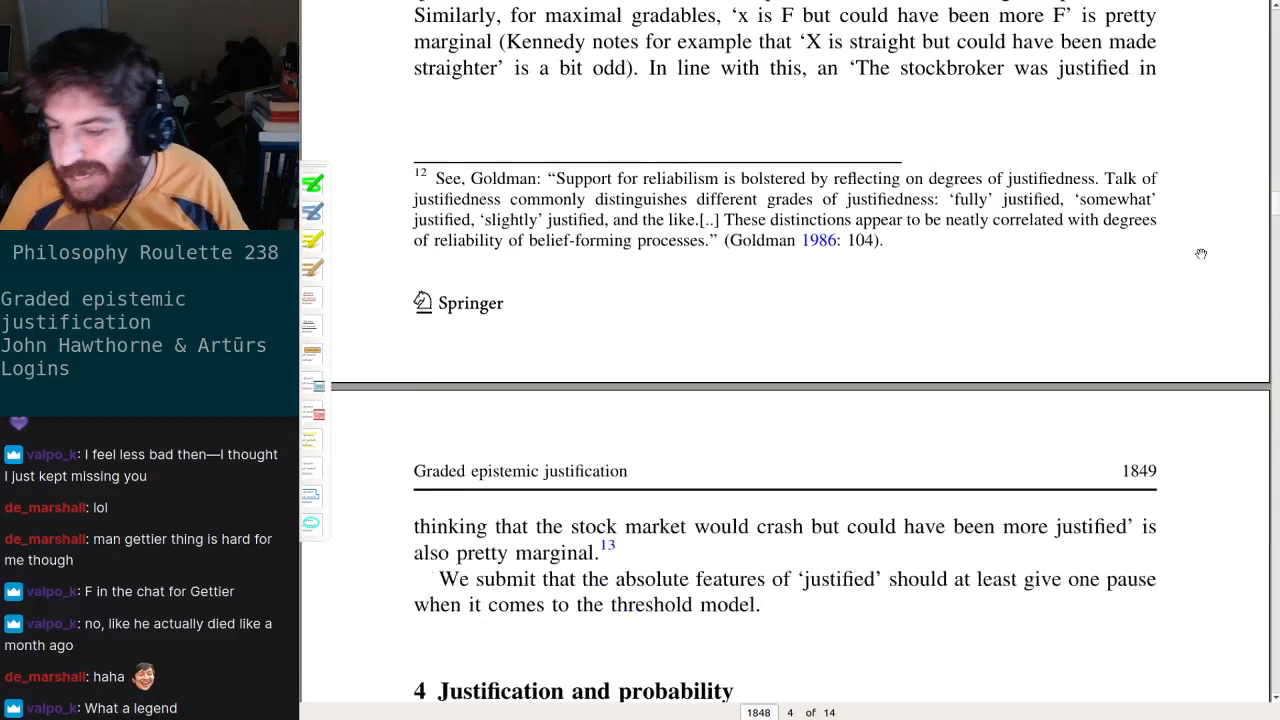 Philosophy Roulette 238
Graded epistemic
justification
John Hawthorne & Artūrs
Logins
valpo_k: I feel less bad then—I thought
I just kept missing you
de_marshall: lol
de_marshall: man gettier thing is hard for
me though
valpo_k: F in the chat for Gettier
valpo_k: no, like he actually died like a
month ago
de_marshall: haha
valpo_k: What a legend
Similarly, for maximal gradables, ‘x is F but could have been more F’ is pretty
marginal (Kennedy notes for example that ‘X is straight but could have been made
straighter’ is a bit odd). In line with this, an ‘The stockbroker was justified in
12 See, Goldman: “Support for reliabilism is bolstered by reflecting on degrees of justifiedness. Talk of
justifiedness commonly distinguishes different grades of justifiedness: ‘fully’ justified, ‘somewhat’
justified, ‘slightly’ justified, and the like.[..] These distinctions appear to be neatly correlated with degrees
of reliability of belief-forming processes.” (Goldman 1986: 104).
Springer
Graded epistemic justification 1849
thinking that the sock market would crash but could have been more justified’ is
also pretty marginal.13
We submit that the absolute features of ‘justified’ should at least give one pause
when it comes to the threshold model.
4 Justification and probability
1848 4 of 14